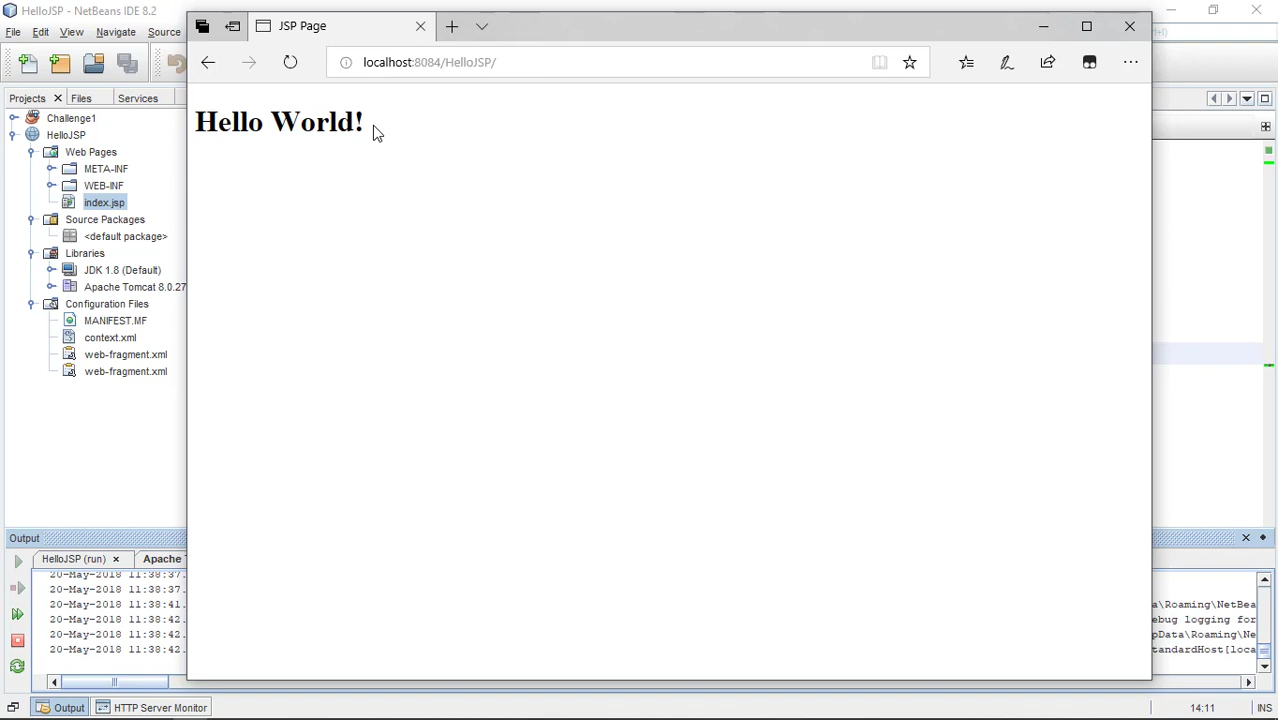 HelloJSP - NetBeans IDE 8.2
File Edit View Navigate Source
Projects Files Services
Challenge1
HelloJSP
Web Pages
META-INF
WEB-INF
index.jsp
Source Packages
<default package>
Libraries
JDK 1.8 (Default)
Apache Tomcat 8.0.27
Configuration Files
MANIFEST.MF
context.xml
web-fragment.xml
web-fragment.xml
JSP Page
localhost:8084/HelloJSP/
Hello World!
Output
HelloJSP (run) Apache
20-May-2018 11:38:37.
20-May-2018 11:38:37.
20-May-2018 11:38:41. a\Roaming\NetBea
20-May-2018 11:38:42. ebug logging for
20-May-2018 11:38:42. pData\Roaming\Ne
20-May-2018 11:38:42. tandardHost[loca
Output HTTP Server Monitor 14:11 INS